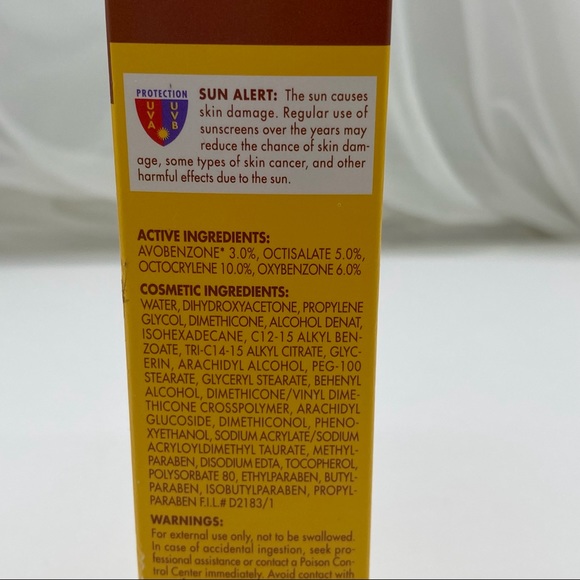 PROTECTION
UVA
UVB
SUN ALERT: The sun causes
skin damage. Regular use of
sunscreens over the years may
reduce the chance of skin dam-
age, some types of skin cancer, and other
harmful effects due to the sun.
ACTIVE INGREDIENTS:
AVOBENZONE* 3.0%, OCTISALATE 5.0%,
OCTOCRYLENE 10.0%, OXYBENZONE 6.0%
COSMETIC INGREDIENTS:
WATER, DIHYDROXYACETONE, PROPYLENE
GLYCOL, DIMETHICONE, ALCOHOL DENAT,
ISOHEXADECANE, C12-15 ALKYL BEN-
ZOATE, TRI-C14-15 ALKYL CITRATE, GLYC-
ERIN, ARACHIDYL ALCOHOL, PEG-100
STEARATE, GLYCERYL STEARATE, BEHENYL
ALCOHOL, DIMETHICONE/VINYL DIME-
THICONE CROSSPOLYMER, ARACHIDYL
GLUCOSIDE, DIMETHICONOL, PHENO-
XYETHANOL, SODIUM ACRYLATE/SODIUM
ACRYLOYLDIMETHYL TAURATE, METHYL-
PARABEN, DISODIUM EDTA, TOCOPHEROL,
POLYSORBATE 80, ETHYLPARABEN, BUTYL-
PARABEN, ISOBUTYLPARABEN, PROPYL-
PARABEN F.I.L.# D2183/1
WARNINGS:
For external use only, not to be swallowed.
In case of accidental ingestion, seek pro-
fessional assistance or contact a Poison Con-
trol Center immediately. Avoid contact with